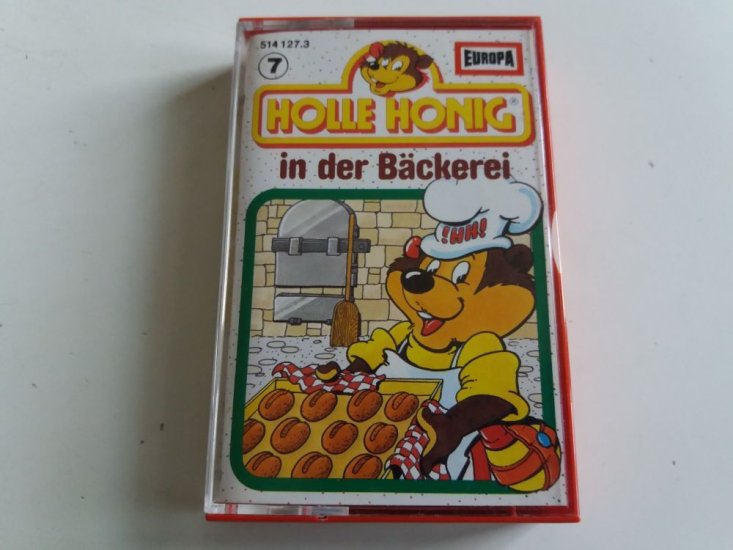 514 127.3
7
EUROPA
HOLLE HONIG®
in der Bäckerei
!HH!